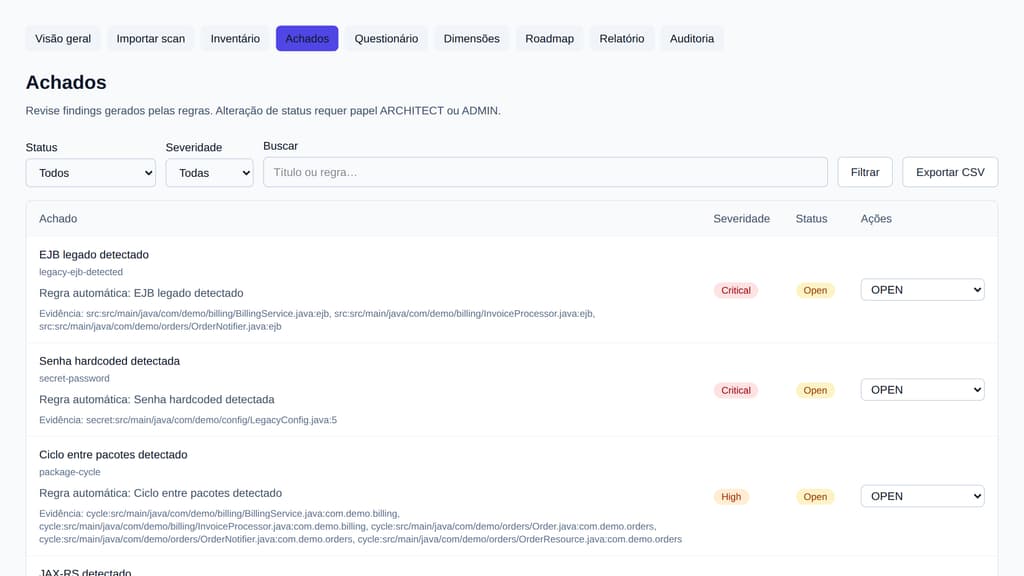 Visão geral
Importar scan
Inventário
Achados
Questionário
Dimensões
Roadmap
Relatório
Auditoria
Achados
Revise findings gerados pelas regras. Alteração de status requer papel ARCHITECT ou ADMIN.
Status
Severidade
Buscar
Todos
Todas
Título ou regra…
Filtrar
Exportar CSV
Achado
Severidade
Status
Ações
EJB legado detectado
legacy-ejb-detected
Regra automática: EJB legado detectado
Evidência: src:src/main/java/com/demo/billing/BillingService.java:ejb, src:src/main/java/com/demo/billing/InvoiceProcessor.java:ejb,
src:src/main/java/com/demo/orders/OrderNotifier.java:ejb
Critical
Open
OPEN
Senha hardcoded detectada
secret-password
Regra automática: Senha hardcoded detectada
Evidência: secret:src/main/java/com/demo/config/LegacyConfig.java:5
Critical
Open
OPEN
Ciclo entre pacotes detectado
package-cycle
Regra automática: Ciclo entre pacotes detectado
Evidência: cycle:src/main/java/com/demo/billing/BillingService.java:com.demo.billing,
cycle:src/main/java/com/demo/billing/InvoiceProcessor.java:com.demo.billing, cycle:src/main/java/com/demo/orders/Order.java:com.demo.orders,
cycle:src/main/java/com/demo/orders/OrderNotifier.java:com.demo.orders, cycle:src/main/java/com/demo/orders/OrderResource.java:com.demo.orders
High
Open
OPEN
JAX-RS detectado